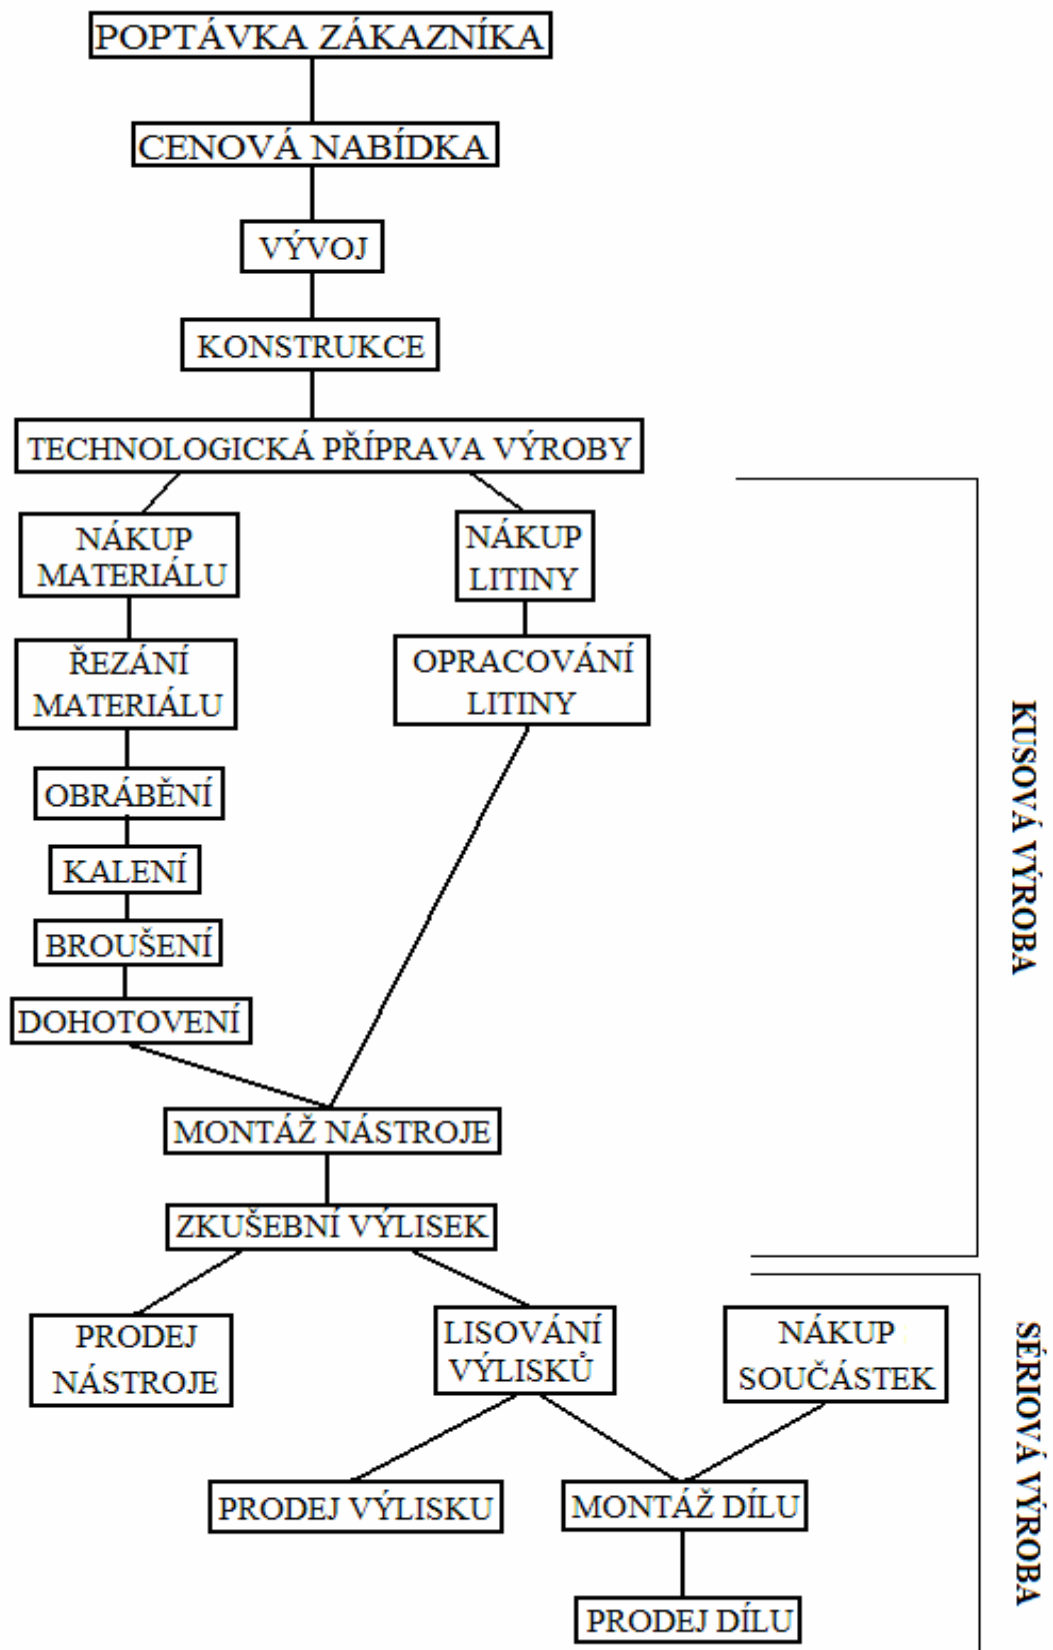 POPTÁVKA ZÁKAZNÍKA
CENOVÁ NABÍDKA
VÝVOJ
KONSTRUKCE
TECHNOLOGICKÁ PŘÍPRAVA VÝROBY
NÁKUP
MATERIÁLU
NÁKUP
LITINY
ŘEZÁNÍ
MATERIÁLU
OPRACOVÁNÍ
LITINY
OBRÁBĚNÍ
KALENÍ
BROUŠENÍ
DOHOTOVENÍ
MONTÁŽ NÁSTROJE
ZKUŠEBNÍ VÝLISEK
KUSOVÁ VÝROBA
PRODEJ
NÁSTROJE
LISOVÁNÍ
VÝLISKŮ
NÁKUP
SOUČÁSTEK
PRODEJ VÝLISKU
MONTÁŽ DÍLU
PRODEJ DÍLU
SÉRIOVÁ VÝROBA